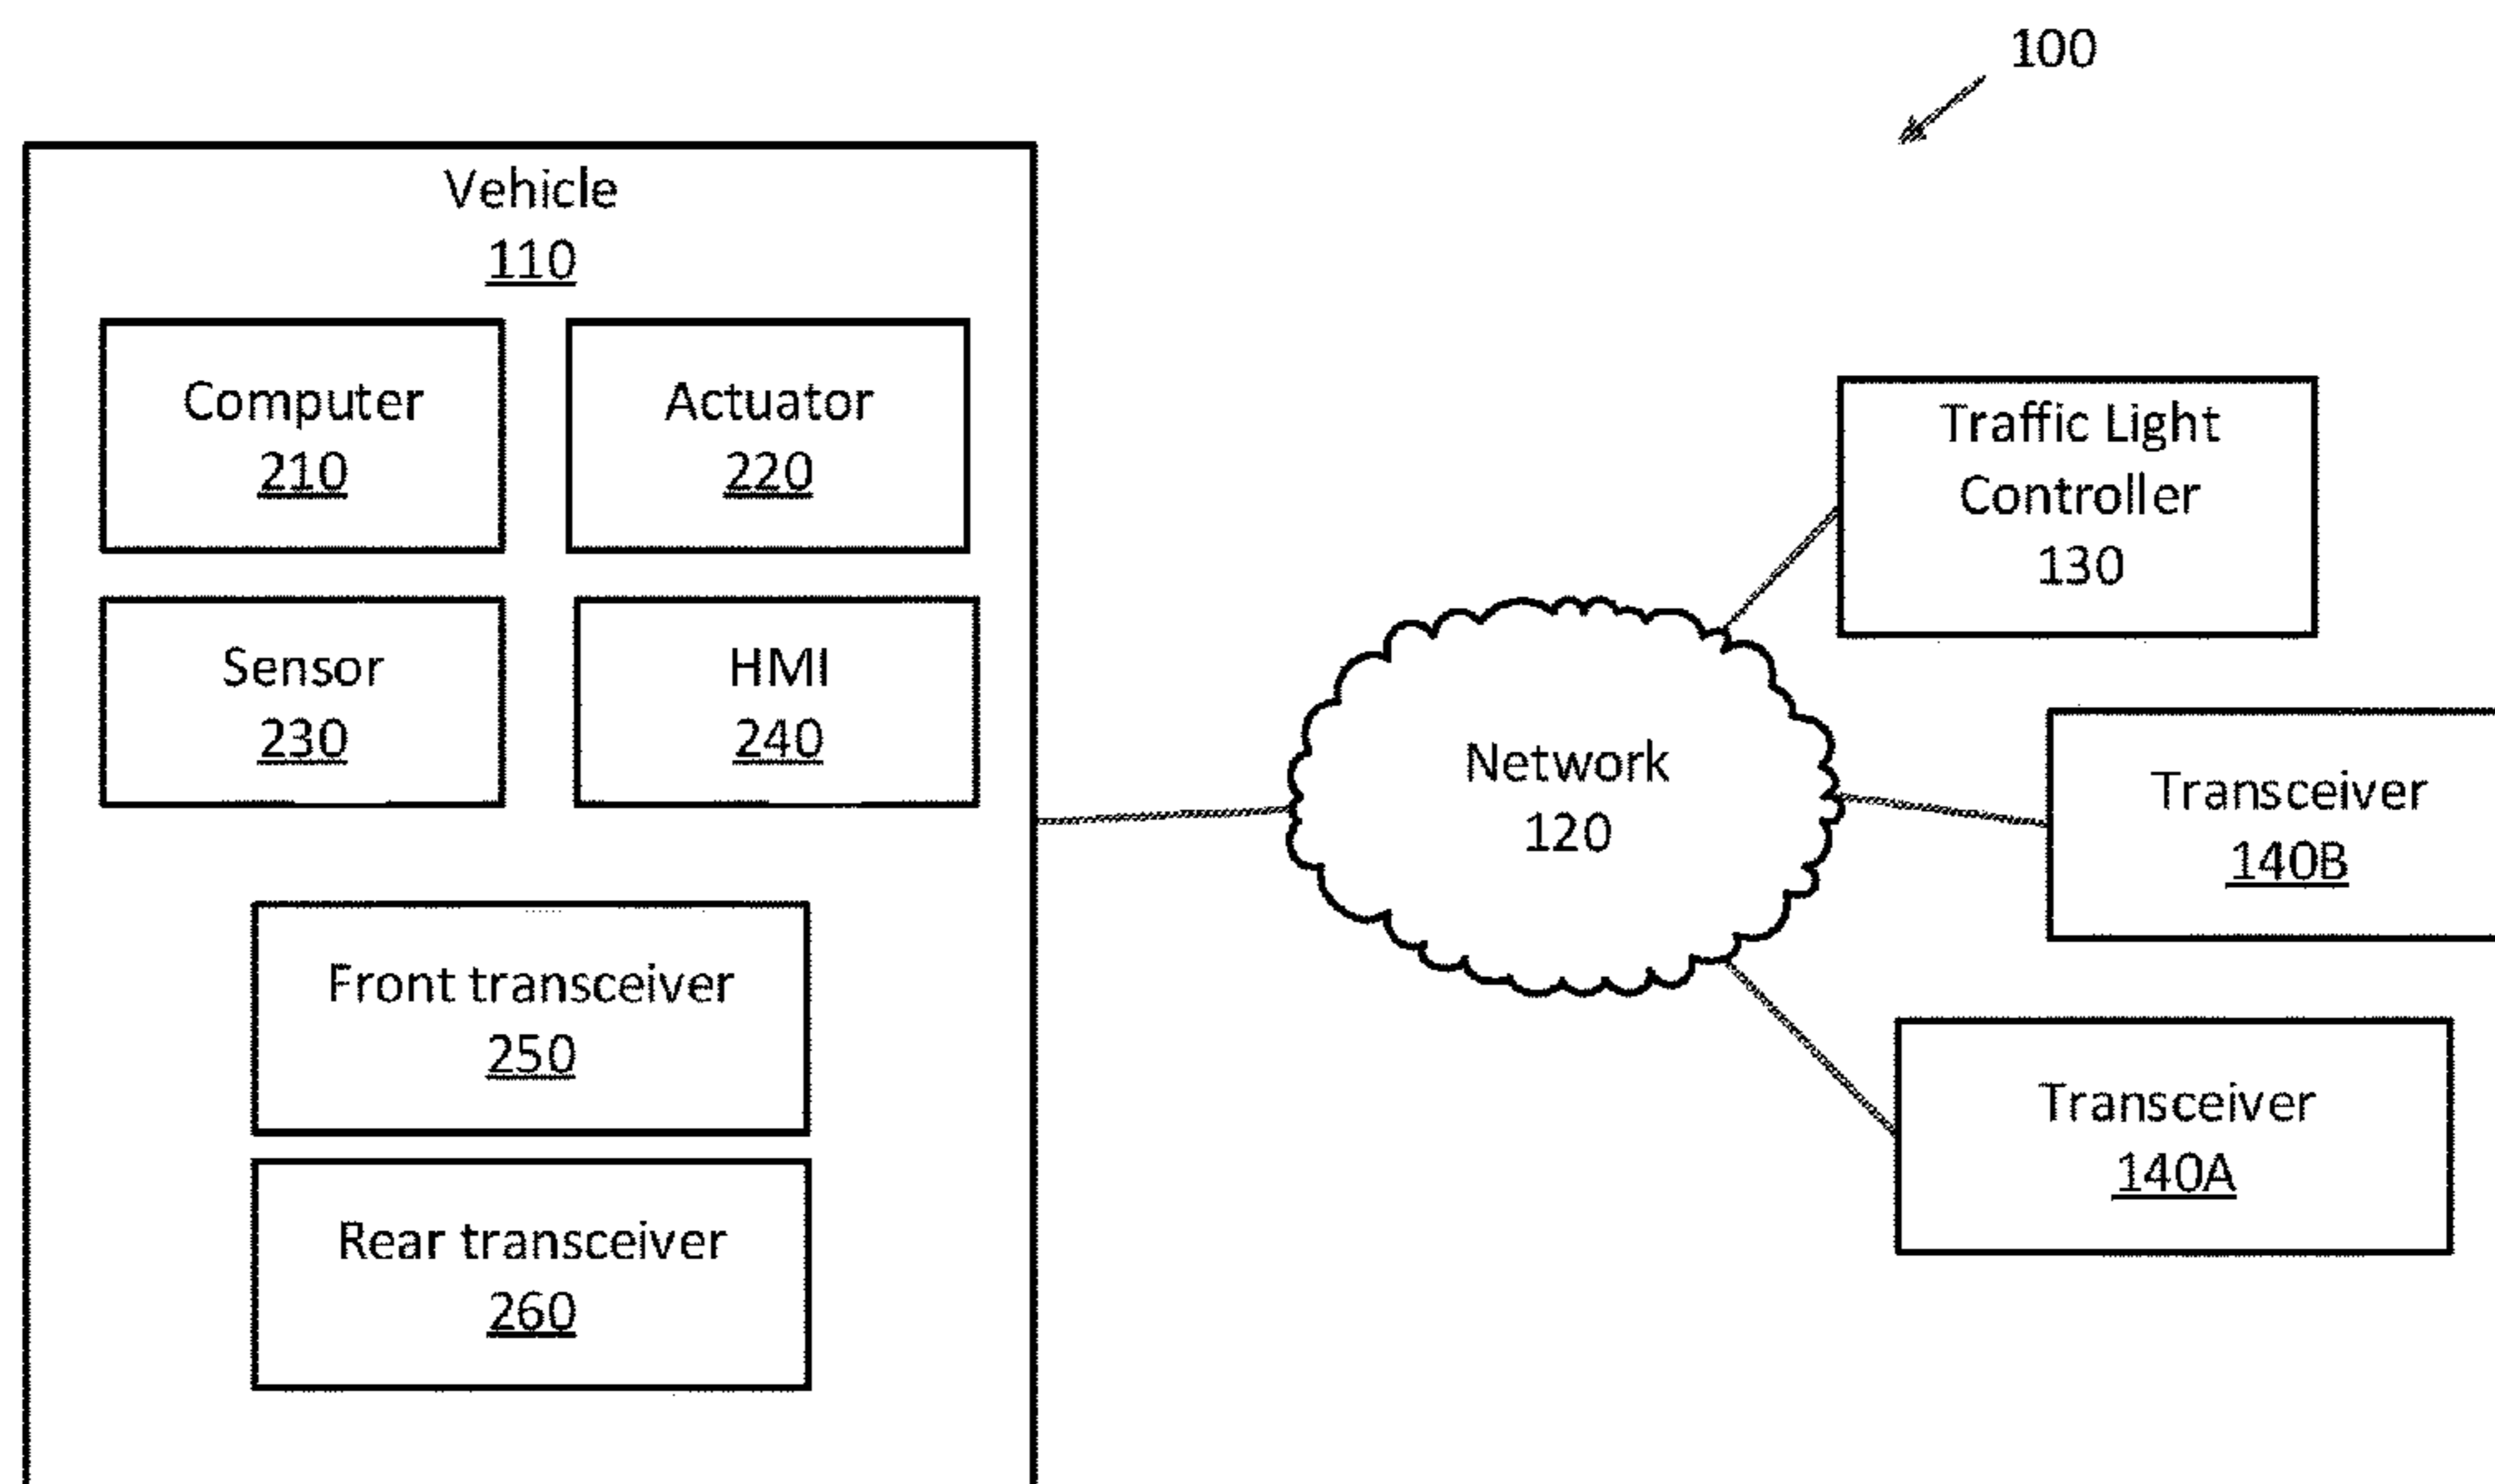 100
Vehicle
110
Computer
210
Actuator
220
Sensor
230
HMI
240
Front transceiver
250
Rear transceiver
260
Network
120
Traffic Light
Controller
130
Transceiver
140B
Transceiver
140A